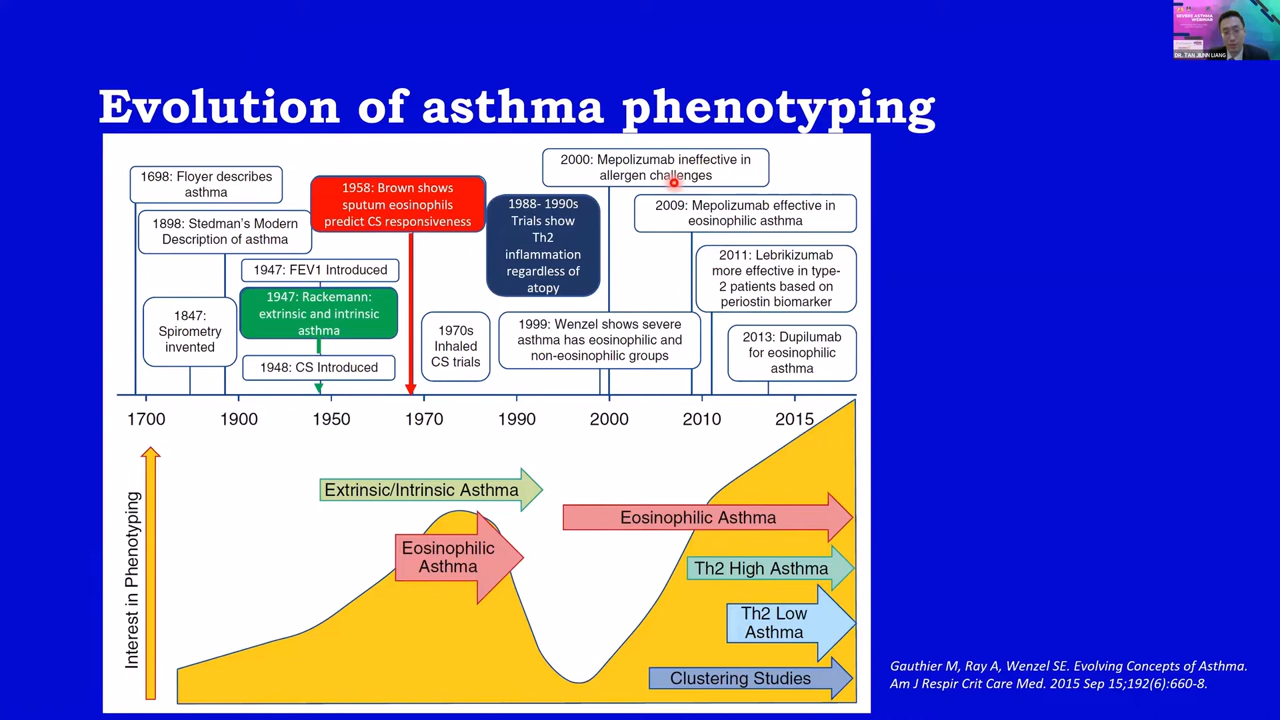 SEVERE ASTHMA
WEBINAR
DR. TAN JIUNN LIANG
Evolution of asthma phenotyping
1698: Floyer describes
asthma
1898: Stedman's Modern
Description of asthma
1847:
Spirometry
invented
1947: FEV1 Introduced
1947: Rackemann:
extrinsic and intrinsic
asthma
1948: CS Introduced
1958: Brown shows
sputum eosinophils
predict CS responsiveness
1970s
Inhaled
CS trials
1988- 1990s
Trials show
Th2
inflammation
regardless of
atopy
1999: Wenzel shows severe
asthma has eosinophilic and
non-eosinophilic groups
2000: Mepolizumab ineffective in
allergen challenges
2009: Mepolizumab effective in
eosinophilic asthma
2011: Lebrikizumab
more effective in type-
2 patients based on
periostin biomarker
2013: Dupilumab
for eosinophilic
asthma
1700 1900 1950 1970 1990 2000 2010 2015
Interest in Phenotyping
Extrinsic/Intrinsic Asthma
Eosinophilic
Asthma
Eosinophilic Asthma
Th2 High Asthma
Th2 Low
Asthma
Clustering Studies
Gauthier M, Ray A, Wenzel SE. Evolving Concepts of Asthma.
Am J Respir Crit Care Med. 2015 Sep 15;192(6):660-8.